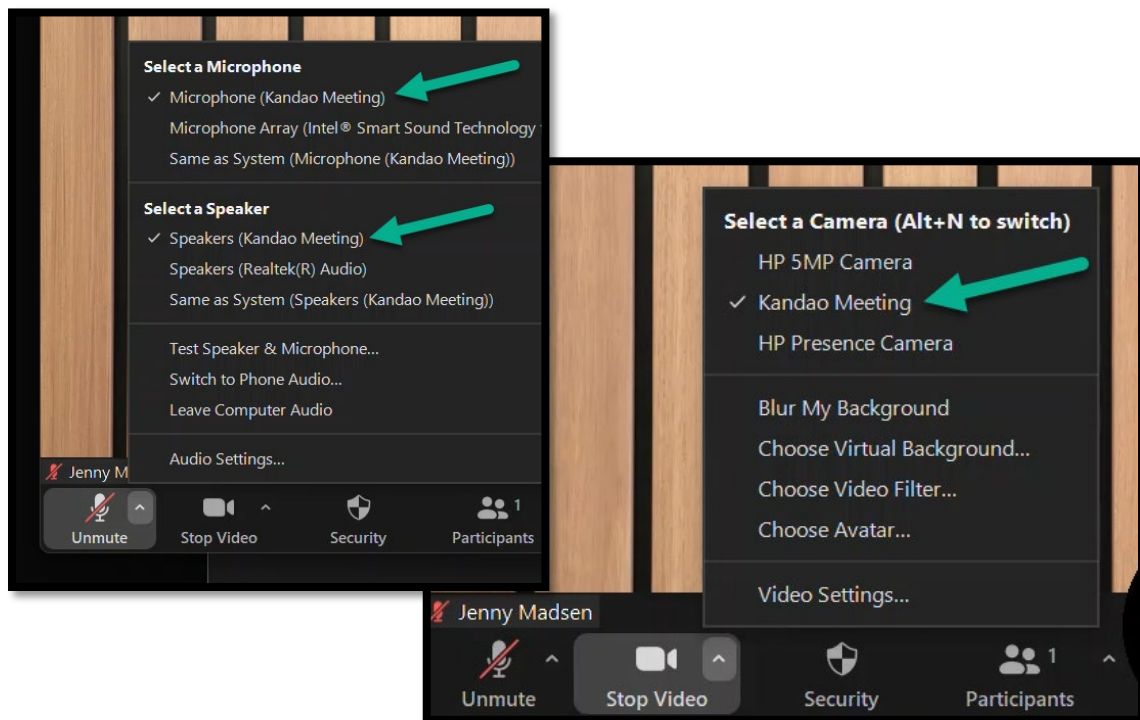 Select a Microphone
✓ Microphone (Kandao Meeting)
Microphone Array (Intel® Smart Sound Technology
Same as System (Microphone (Kandao Meeting))
Select a Speaker
✓ Speakers (Kandao Meeting)
Speakers (Realtek(R) Audio)
Same as System (Speakers (Kandao Meeting))
Test Speaker & Microphone...
Switch to Phone Audio...
Leave Computer Audio
Audio Settings...
Jenny M
1
Unmute Stop Video Security Participants
Select a Camera (Alt+N to switch)
HP 5MP Camera
✓ Kandao Meeting
HP Presence Camera
Blur My Background
Choose Virtual Background...
Choose Video Filter...
Choose Avatar...
Video Settings...
Jenny Madsen
1
Unmute Stop Video Security Participants